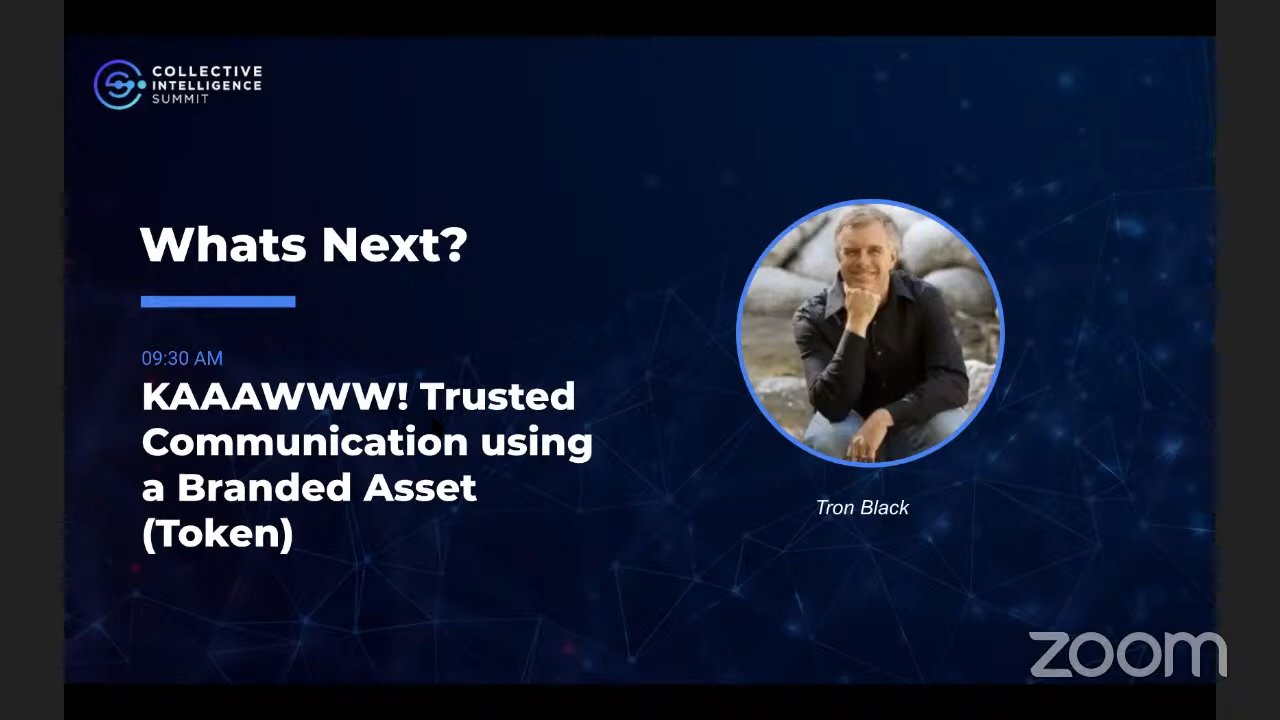 COLLECTIVE
INTELLIGENCE
SUMMIT
Whats Next?
09:30 AM
KAAAWWW! Trusted
Communication using
a Branded Asset
(Token)
Tron Black
zoom